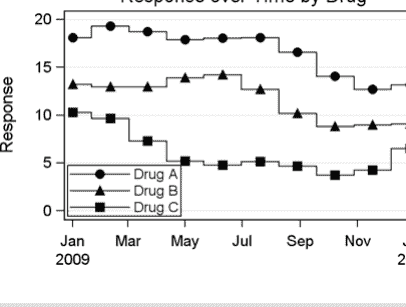 Response over Time by Drug
20
15
10
5
0
Response
Drug A
Drug B
Drug C
Jan Mar May Jul Sep Nov J
2009 2